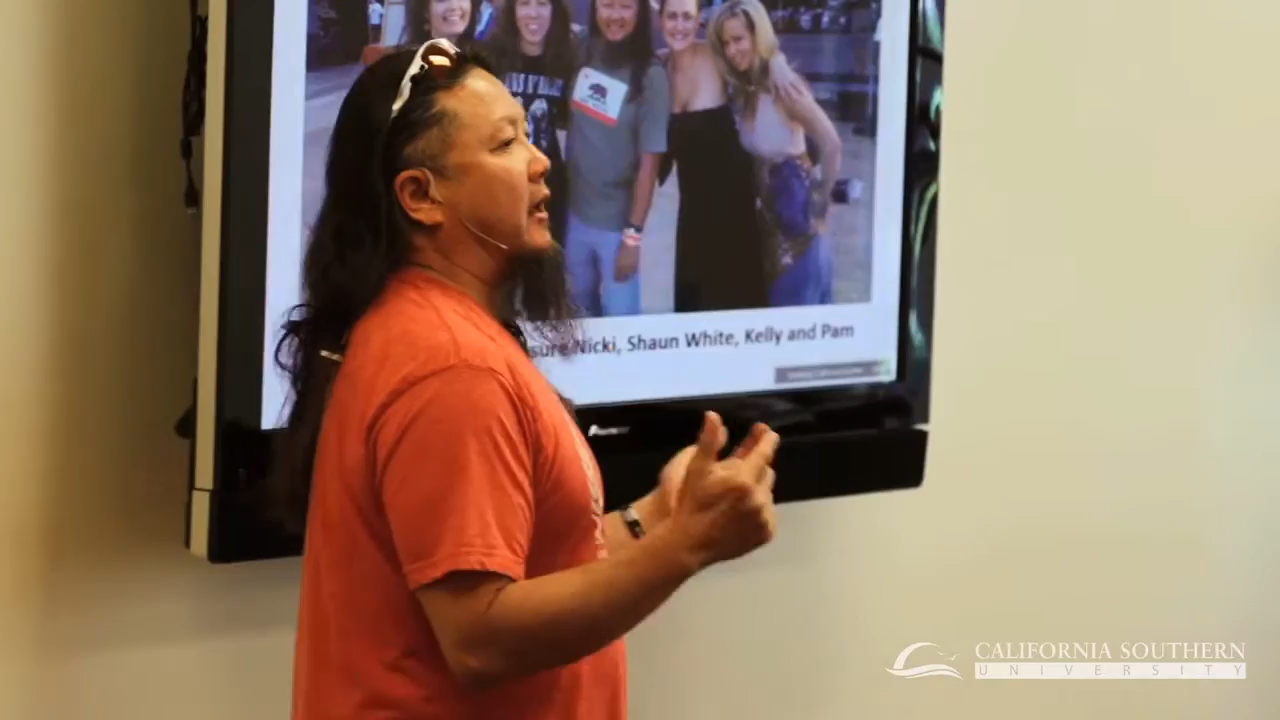 sure Nicki, Shaun White, Kelly and Pam
CALIFORNIA SOUTHERN
UNIVERSITY